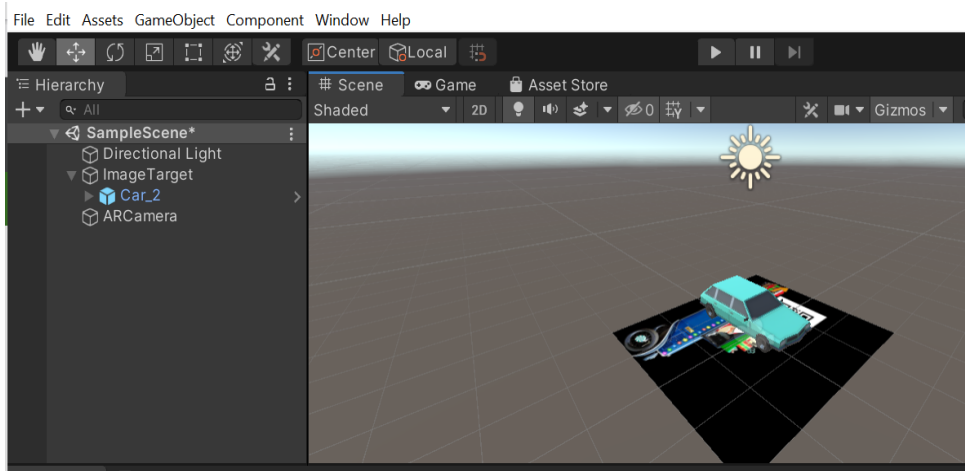 File Edit Assets GameObject Component Window Help
Center Local
Hierarchy
Scene Game Asset Store
All
Shaded 2D 0 Gizmos
SampleScene*
Directional Light
ImageTarget
Car_2
ARCamera